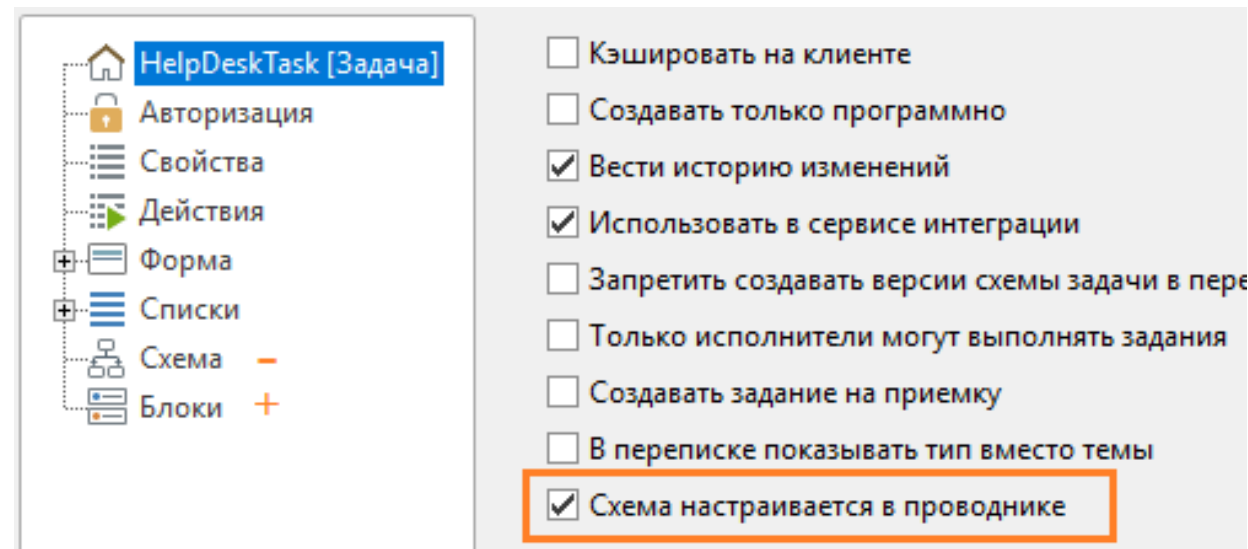 HelpDeskTask [Задача]
Авторизация
Свойства
Действия
Форма
Списки
Схема −
Блоки +
Кэшировать на клиенте
Создавать только программно
Вести историю изменений
Использовать в сервисе интеграции
Запретить создавать версии схемы задачи в пере
Только исполнители могут выполнять задания
Создавать задание на приемку
В переписке показывать тип вместо темы
Схема настраивается в проводнике